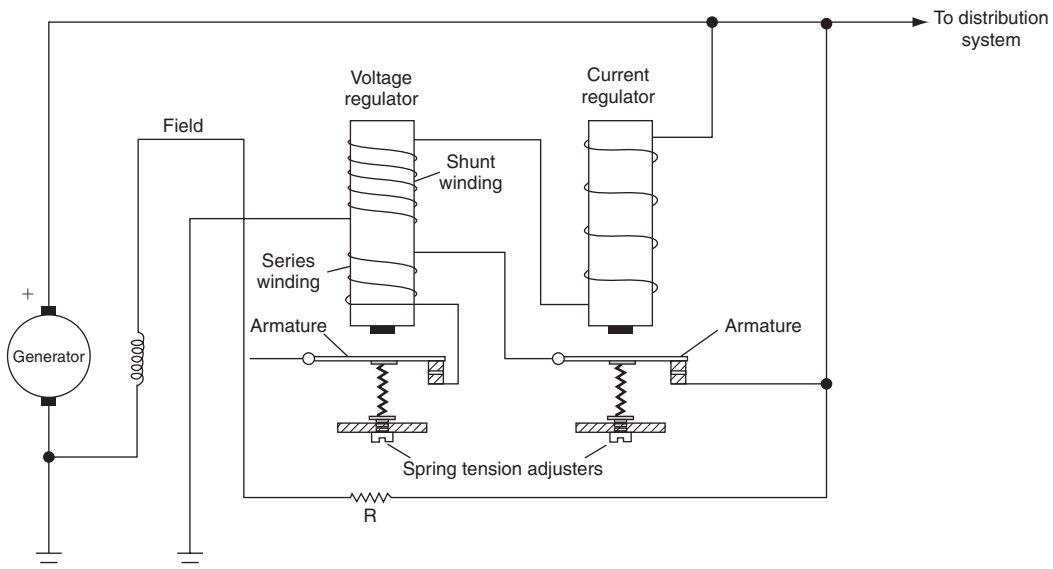 To distribution
system
Voltage
regulator
Current
regulator
Field
Shunt
winding
Series
winding
+
Armature
Armature
Generator
Spring tension adjusters
R